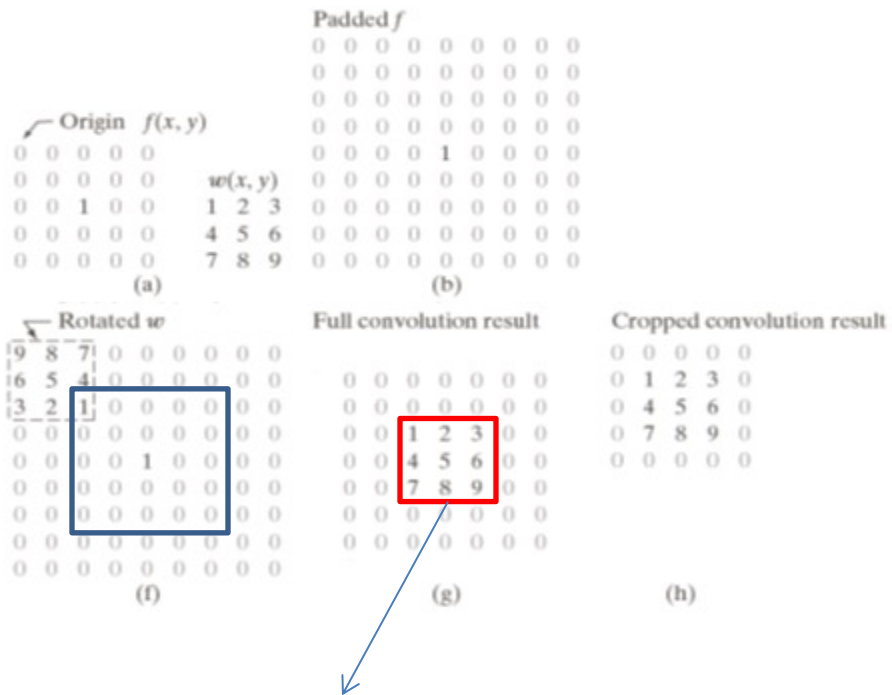 Padded f
0 0 0 0 0 0 0 0 0
0 0 0 0 0 0 0 0 0
0 0 0 0 0 0 0 0 0
0 0 0 0 0 0 0 0 0
0 0 0 0 1 0 0 0 0
0 0 0 0 0 0 0 0 0
0 0 0 0 0 0 0 0 0
0 0 0 0 0 0 0 0 0
0 0 0 0 0 0 0 0 0
(b)
Origin f(x, y)
0 0 0 0 0
0 0 0 0 0
0 0 1 0 0
0 0 0 0 0
0 0 0 0 0
w(x, y)
1 2 3
4 5 6
7 8 9
(a)
Rotated w
9 8 7 0 0 0 0 0 0
6 5 4 0 0 0 0 0 0
3 2 1 0 0 0 0 0 0
0 0 0 0 0 0 0 0 0
0 0 0 0 1 0 0 0 0
0 0 0 0 0 0 0 0 0
0 0 0 0 0 0 0 0 0
0 0 0 0 0 0 0 0 0
0 0 0 0 0 0 0 0 0
(f)
Full convolution result
0 0 0 0 0 0 0
0 0 0 0 0 0 0
0 0 1 2 3 0 0
0 0 4 5 6 0 0
0 0 7 8 9 0 0
0 0 0 0 0 0 0
0 0 0 0 0 0 0
(g)
Cropped convolution result
0 0 0 0 0
0 1 2 3 0
0 4 5 6 0
0 7 8 9 0
0 0 0 0 0
(h)